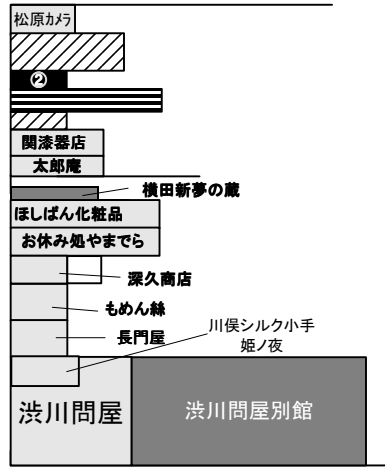 松原カメラ
②
関漆器店
太郎庵
横田新夢の蔵
ほしばん化粧品
お休み処やまでら
深久商店
もめん絲
長門屋
川俣シルク小手
姫ノ夜
渋川問屋
渋川問屋別館